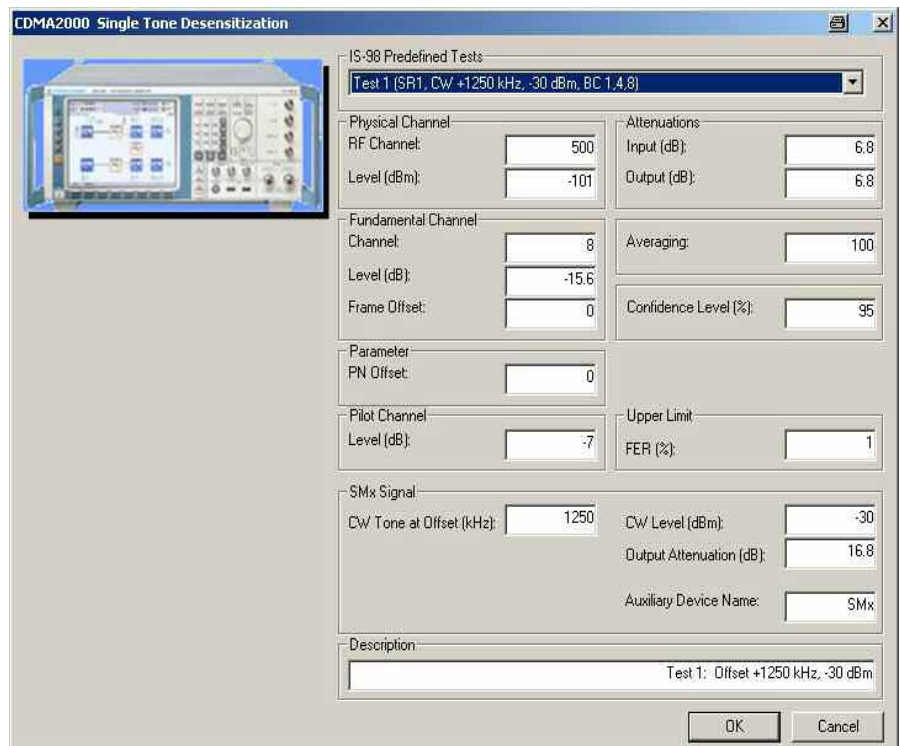 CDMA2000 Single Tone Desensitization
IS-98 Predefined Tests
Test 1 (SR1, CW +1250 kHz, -30 dBm, BC 1,4,8)
Physical Channel
RF Channel: 500
Level (dBm): -101
Attenuations
Input (dB): 6.8
Output (dB): 6.8
Fundamental Channel
Channel: 8
Level (dB): -15.6
Frame Offset: 0
Averaging: 100
Confidence Level (%): 95
Parameter
PN Offset: 0
Pilot Channel
Level (dB): -7
Upper Limit
FER (%): 1
SMx Signal
CW Tone at Offset (kHz): 1250
CW Level (dBm): -30
Output Attenuation (dB): 16.8
Auxiliary Device Name: SMx
Description
Test 1: Offset +1250 kHz, -30 dBm
OK
Cancel